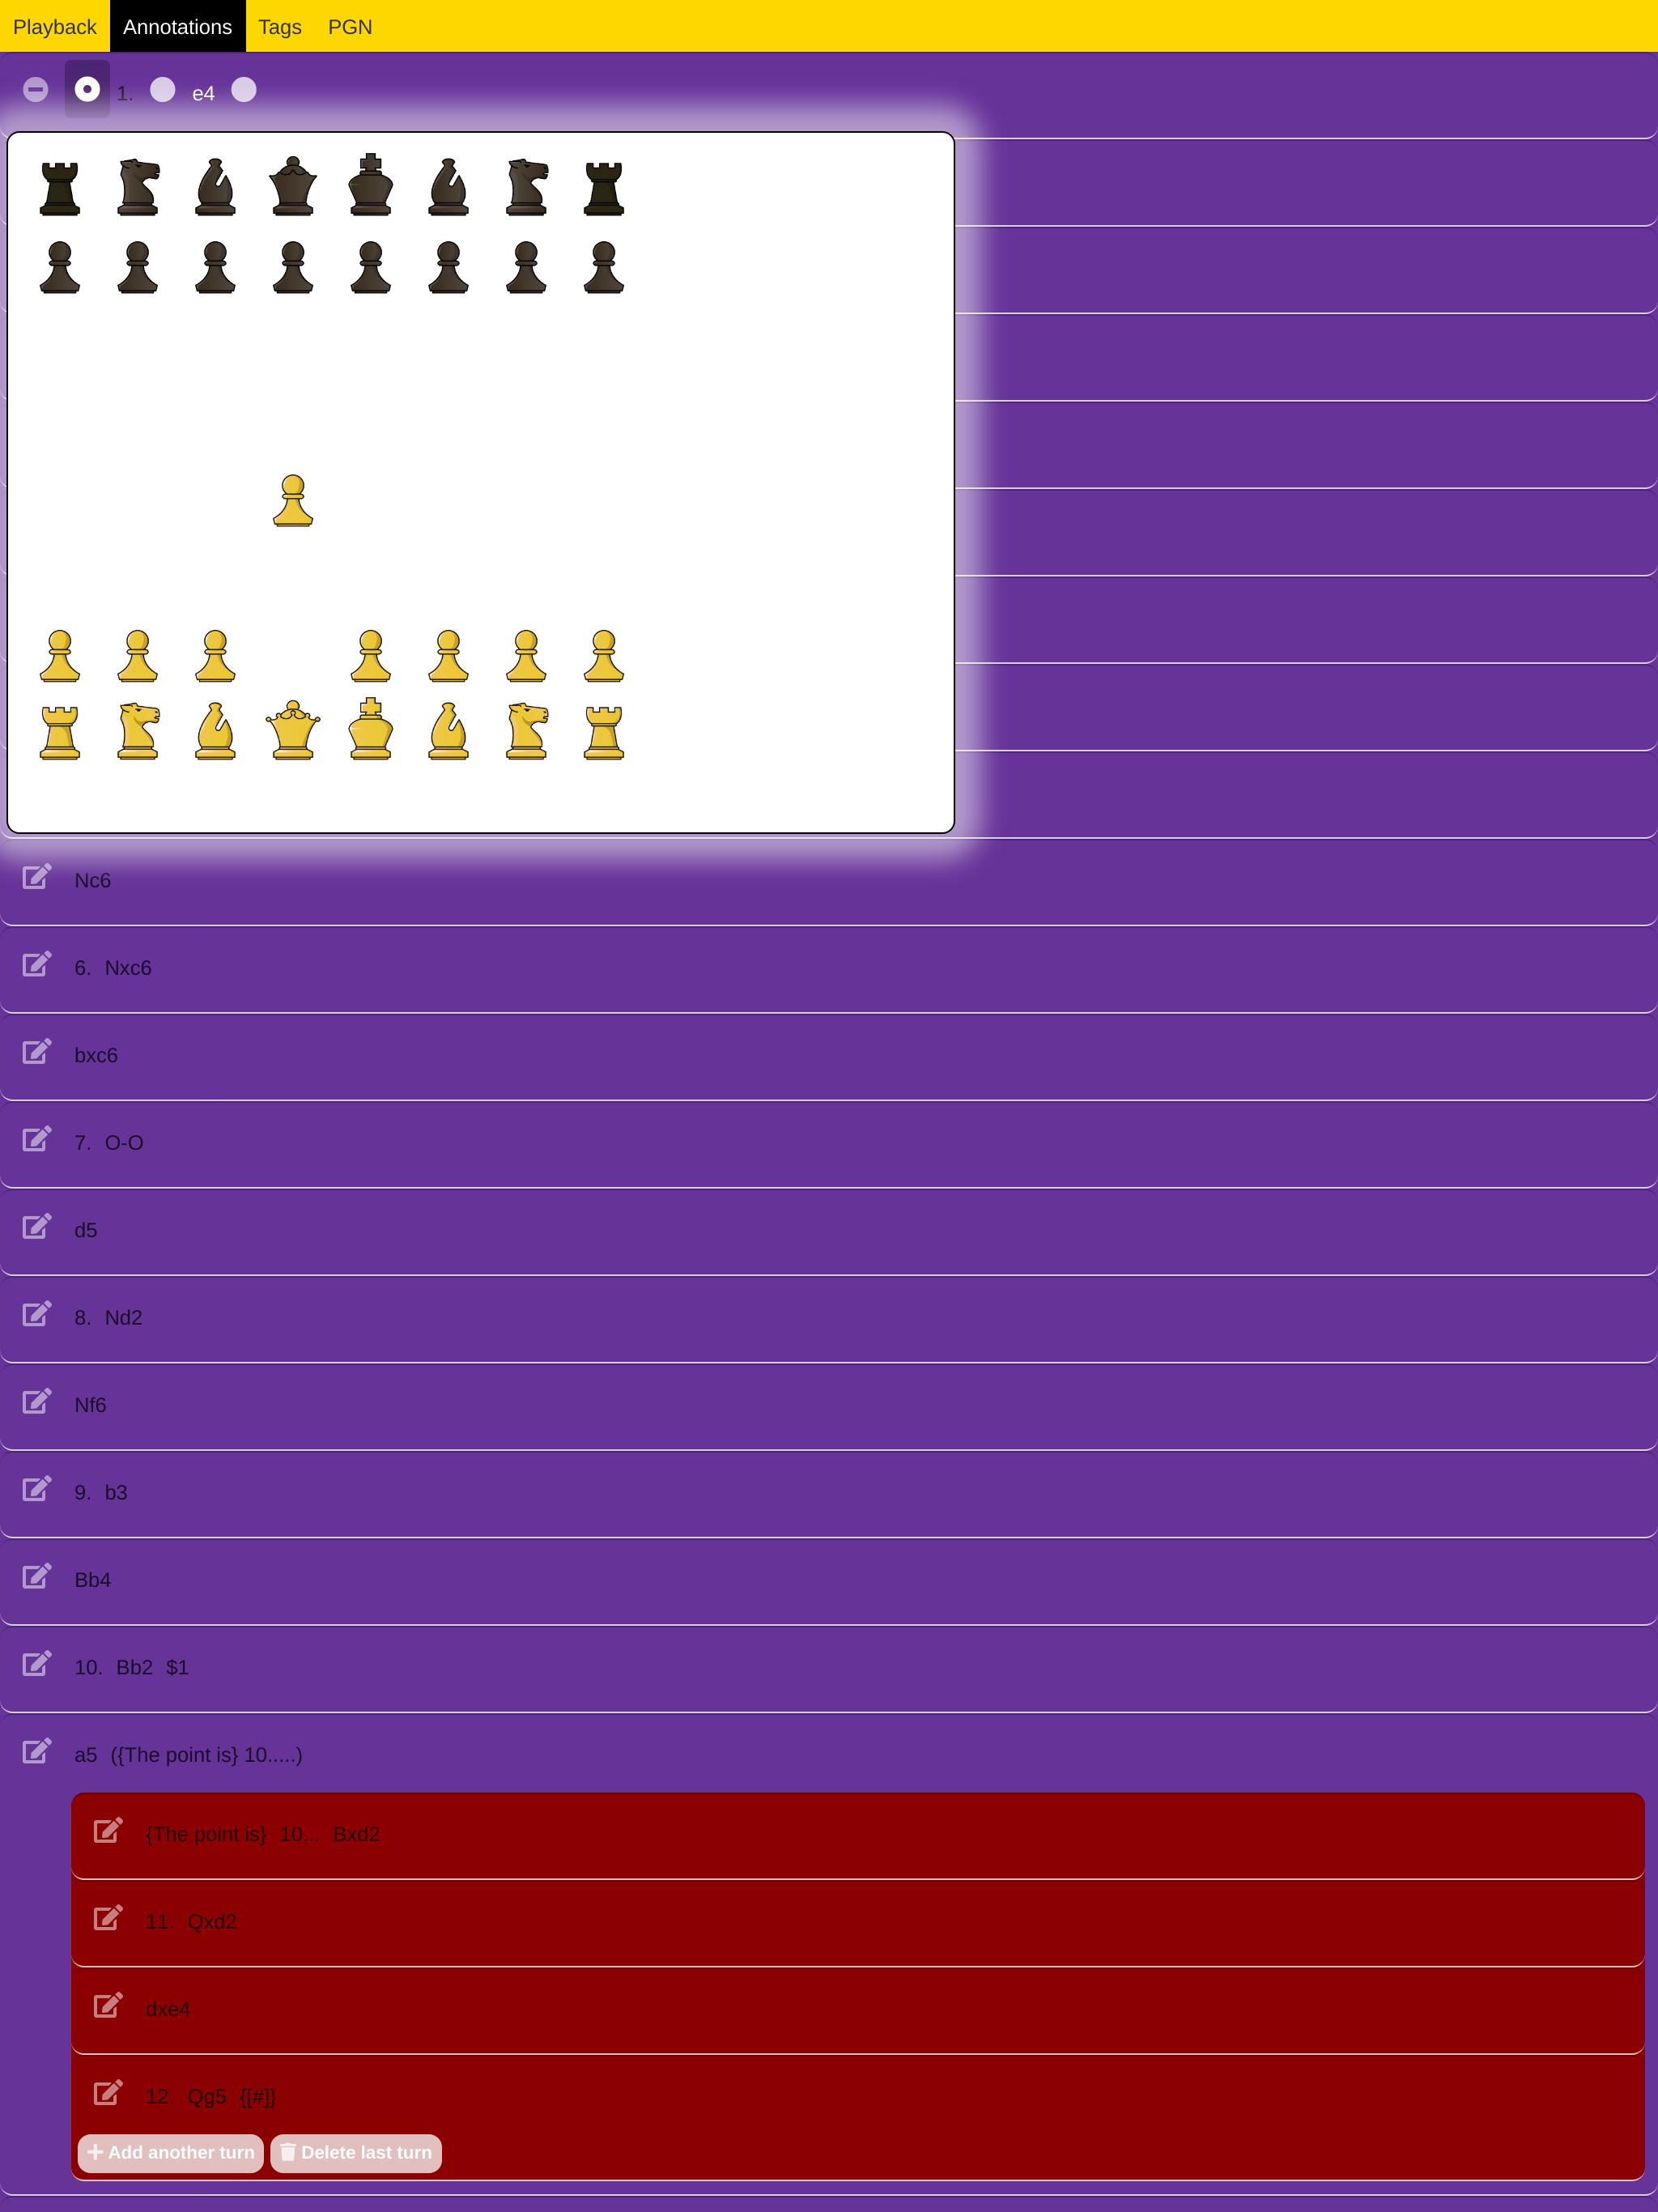 Playback Annotations Tags PGN
1. e4
Nc6
6. Nxc6
bxc6
7. O-O
d5
8. Nd2
Nf6
9. b3
Bb4
10. Bb2 $1
a5 ({The point is} 10.....)
{The point is} 10... Bxd2
11. Qxd2
dxe4
12. Qg5 {[#]}
Add another turn Delete last turn